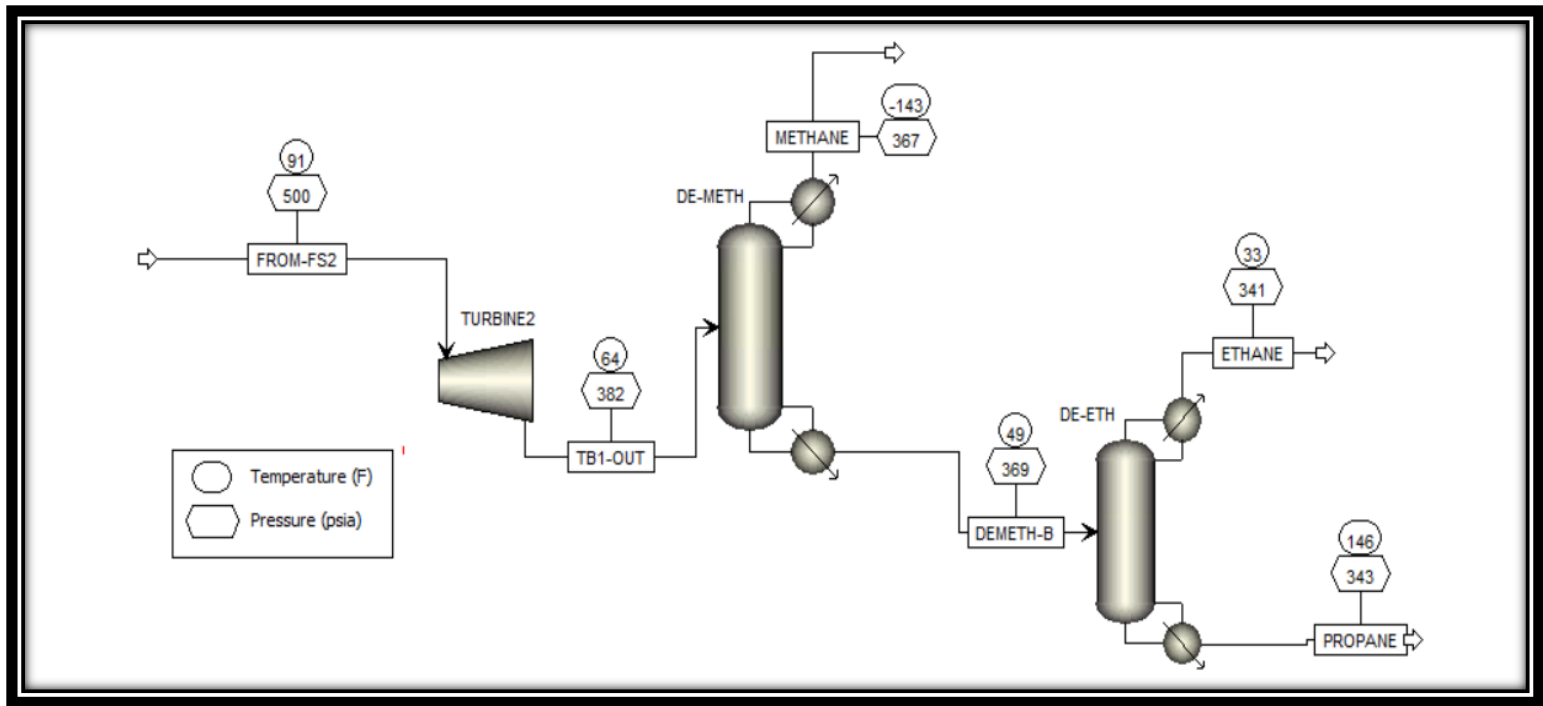 -143
METHANE
367
91
500
DE-METH
FROM-FS2
33
341
TURBINE2
ETHANE
64
382
DE-ETH
49
369
TB1-OUT
Temperature (F)
Pressure (psia)
DEMETH-B
146
343
PROPANE